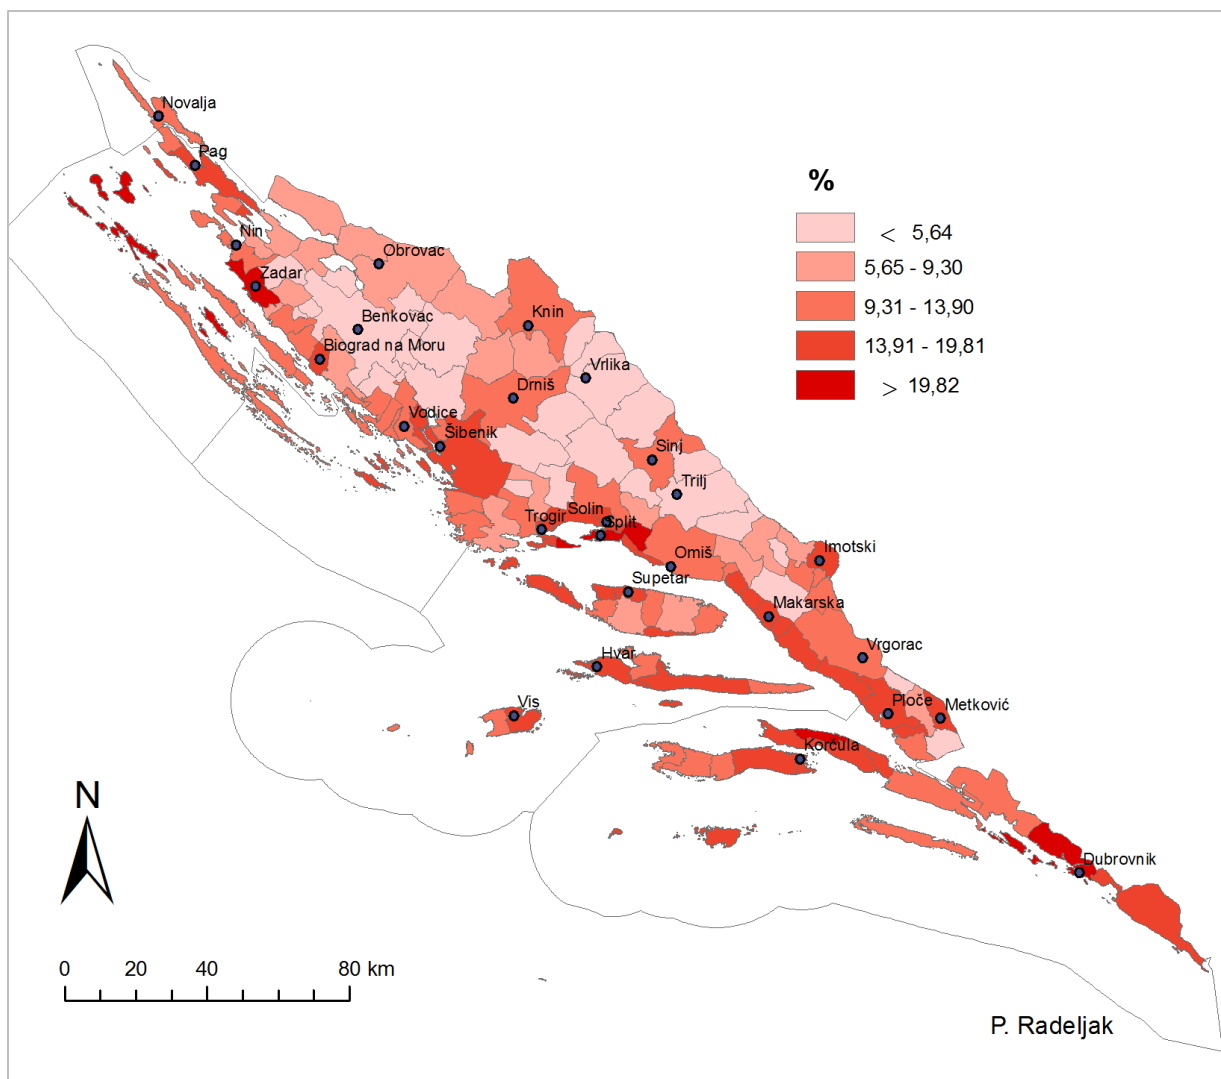 Novalja
Pag
%
< 5,64
Nin
Obrovac
5,65 - 9,30
Zadar
9,31 - 13,90
Knin
Benkovac
13,91 - 19,81
Biograd na Moru
Vrlika
Drniš
> 19,82
Vodice
Šibenik
Sinj
Trilj
Solin
Trogir
Split
Omiš
Imotski
Supetar
Makarska
Hvar
Vrgorac
Vis
Ploče
Metković
Korčula
N
Dubrovnik
0 20 40 80 km
P. Radeljak